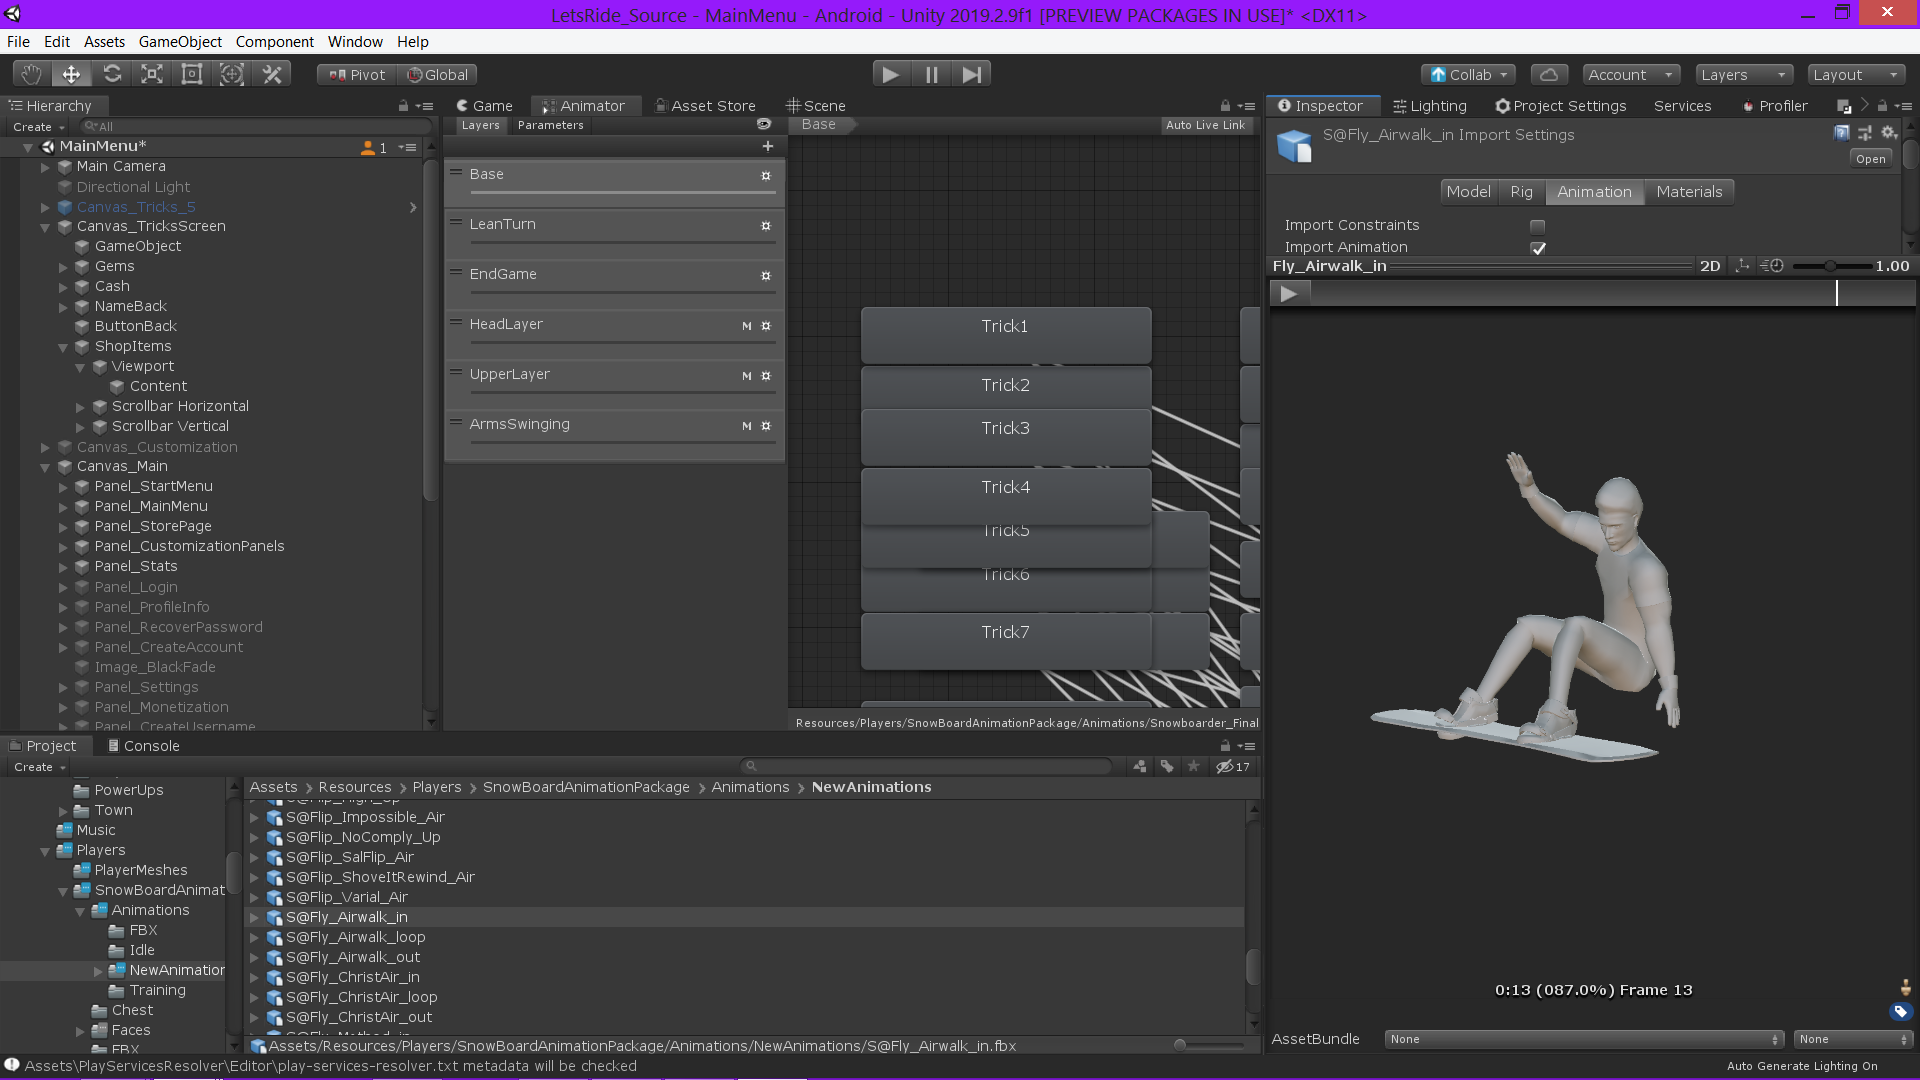 LetsRide_Source - MainMenu - Android - Unity 2019.2.9f1 [PREVIEW PACKAGES IN USE]* <DX11>
File Edit Assets GameObject Component Window Help
Pivot Global Collab Account Layers Layout
Hierarchy
Create All
MainMenu* 1
Main Camera
Directional Light
Canvas_Tricks_5
Canvas_TricksScreen
GameObject
Gems
Cash
NameBack
ButtonBack
ShopItems
Viewport
Content
Scrollbar Horizontal
Scrollbar Vertical
Canvas_Customization
Canvas_Main
Panel_StartMenu
Panel_MainMenu
Panel_StorePage
Panel_CustomizationPanels
Panel_Stats
Panel_Login
Panel_ProfileInfo
Panel_RecoverPassword
Panel_CreateAccount
Image_BlackFade
Panel_Settings
Panel_Monetization
Panel_CreateUsername
Game Animator Asset Store Scene
Layers Parameters
Base Auto Live Link
Base
LeanTurn
EndGame
HeadLayer M
UpperLayer M
ArmsSwinging M
Trick1
Trick2
Trick3
Trick4
Trick5
Trick6
Trick7
Resources/Players/SnowBoardAnimationPackage/Animations/Snowboarder_Final
Inspector Lighting Project Settings Services Profiler
S@Fly_Airwalk_in Import Settings
Open
Model Rig Animation Materials
Import Constraints
Import Animation
Fly_Airwalk_in 2D 1.00
0:13 (087.0%) Frame 13
AssetBundle None None
Project Console
Create 17
PowerUps
Town
Music
Players
PlayerMeshes
SnowBoardAnimat
Animations
FBX
Idle
NewAnimation
Training
Chest
Faces
FBX
Assets Resources Players SnowBoardAnimationPackage Animations NewAnimations
S@Flip_High_Up
S@Flip_Impossible_Air
S@Flip_NoComply_Up
S@Flip_SalFlip_Air
S@Flip_ShoveItRewind_Air
S@Flip_Varial_Air
S@Fly_Airwalk_in
S@Fly_Airwalk_loop
S@Fly_Airwalk_out
S@Fly_ChristAir_in
S@Fly_ChristAir_loop
S@Fly_ChristAir_out
S@Fly_Method_in
Assets/Resources/Players/SnowBoardAnimationPackage/Animations/NewAnimations/S@Fly_Airwalk_in.fbx
Assets\PlayServicesResolver\Editor\play-services-resolver.txt metadata will be checked
Auto Generate Lighting On